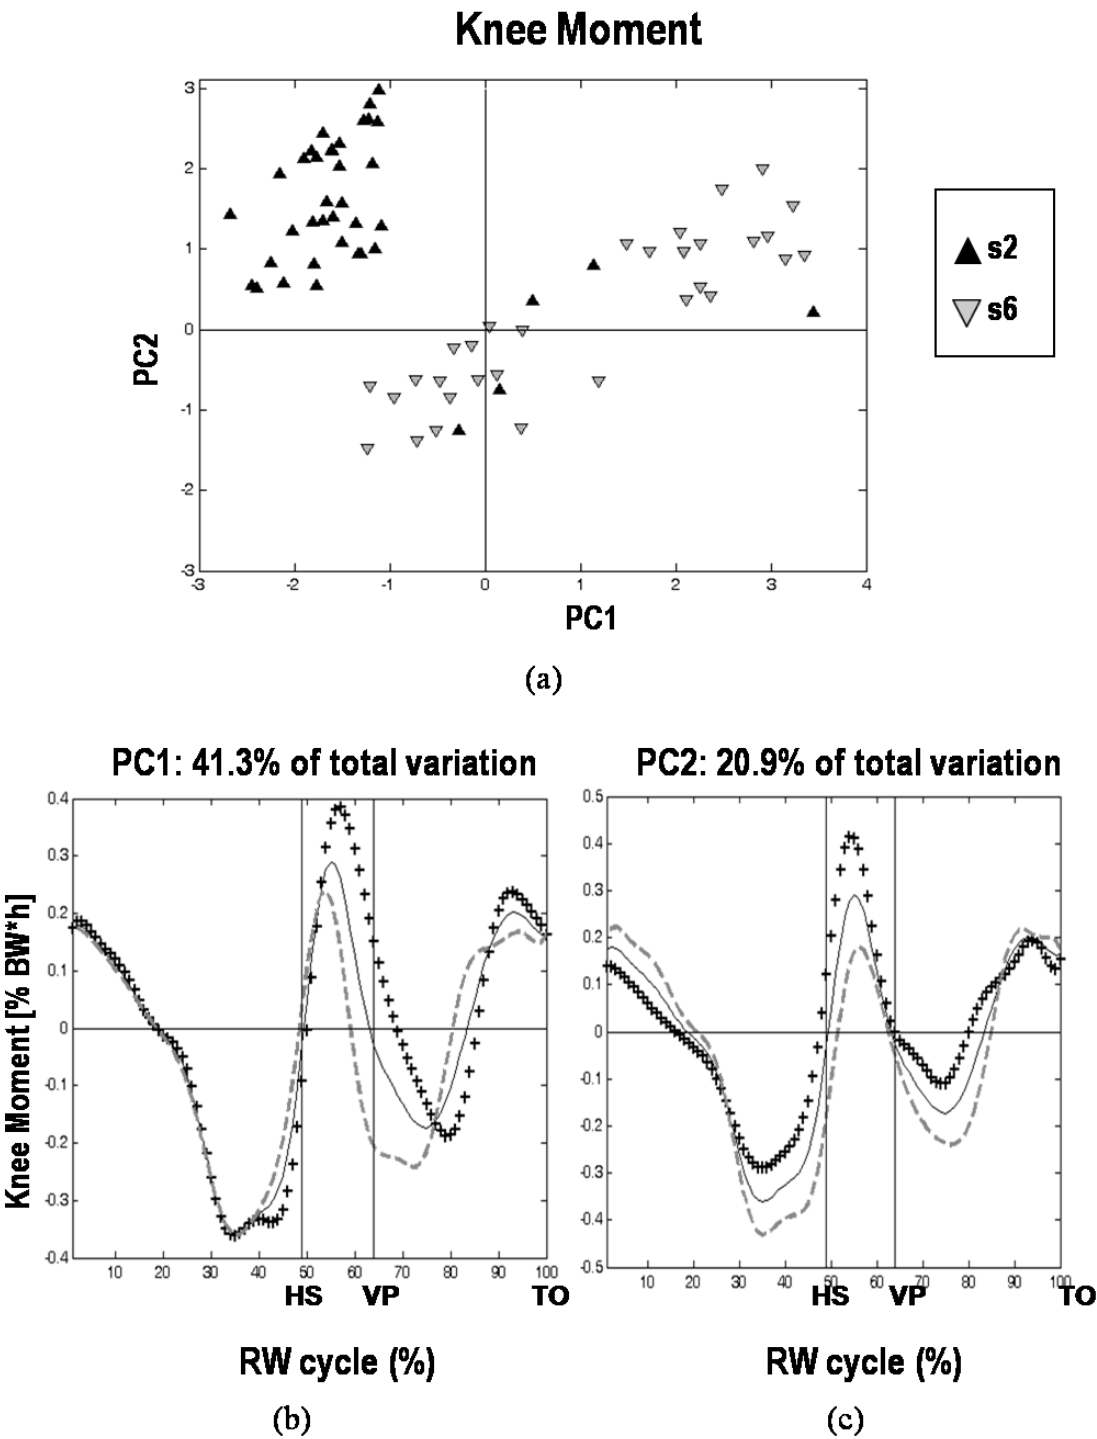 Knee Moment
3
2
1
0
-1
-2
-3
PC2
-3 -2 -1 0 1 2 3 4
PC1
s2
s6
(a)
PC1: 41.3% of total variation
0.4
0.3
0.2
0.1
0
-0.1
-0.2
-0.3
-0.4
Knee Moment [% BW*h]
10 20 30 40 50 60 70 80 90 100
HS VP TO
RW cycle (%)
(b)
PC2: 20.9% of total variation
0.5
0.4
0.3
0.2
0.1
0
-0.1
-0.2
-0.3
-0.4
-0.5
10 20 30 40 50 60 70 80 90 100
HS VP TO
RW cycle (%)
(c)